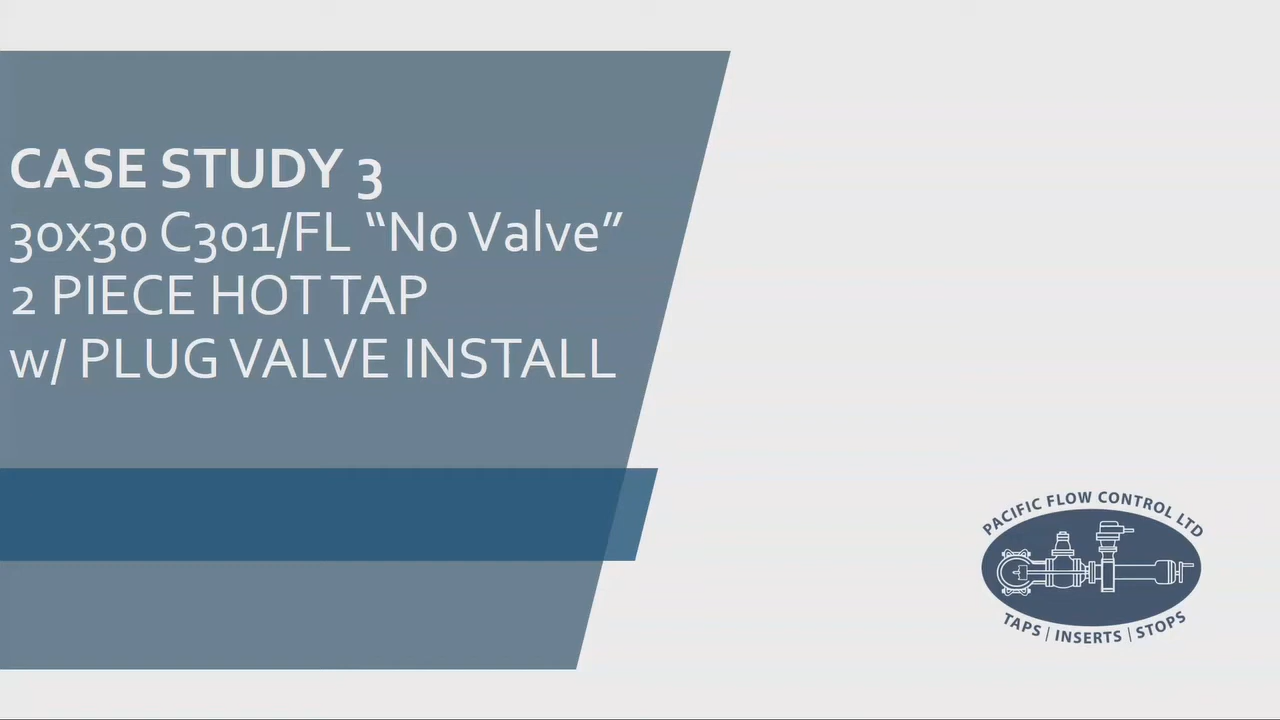 CASE STUDY 3
30x30 C301/FL “No Valve”
2 PIECE HOT TAP
w/ PLUG VALVE INSTALL
PACIFIC FLOW CONTROL LTD
TAPS | INSERTS | STOPS